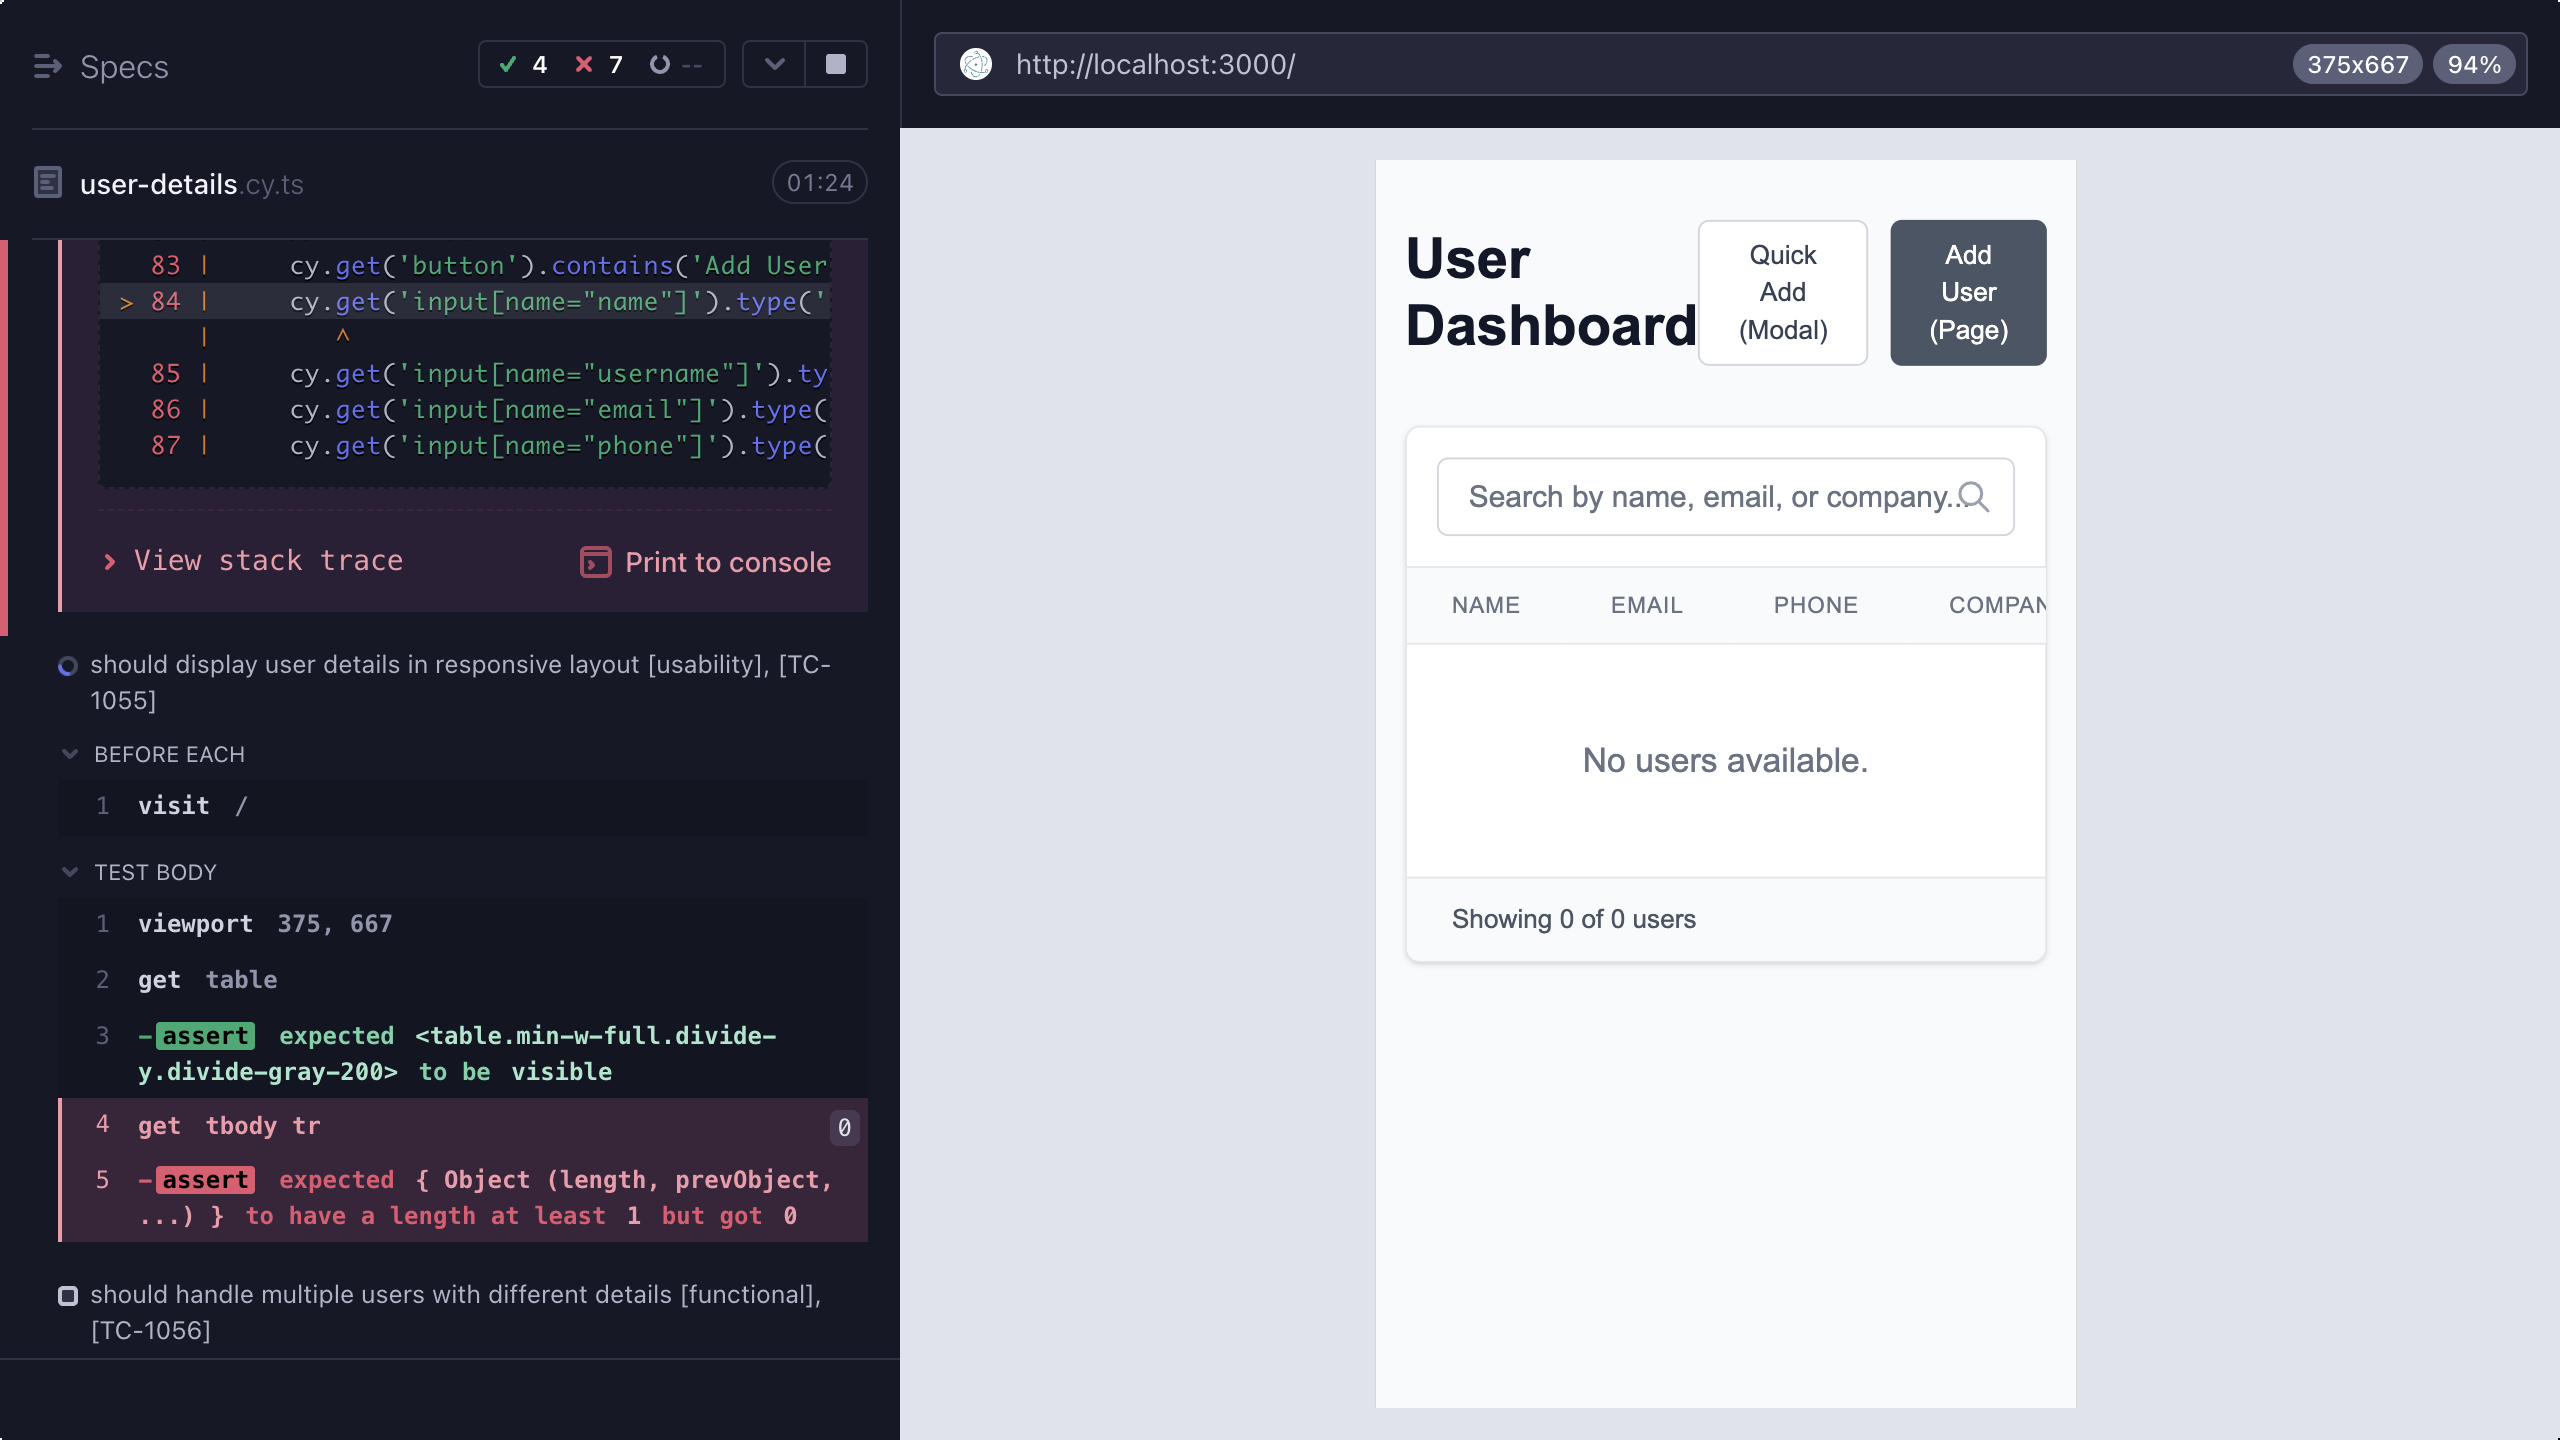 Specs
4 7 --
user-details.cy.ts
01:24
83 | cy.get('button').contains('Add User
> 84 | cy.get('input[name="name"]').type('
| ^
85 | cy.get('input[name="username"]').ty
86 | cy.get('input[name="email"]').type(
87 | cy.get('input[name="phone"]').type(
View stack trace
Print to console
should display user details in responsive layout [usability], [TC-
1055]
BEFORE EACH
1 visit /
TEST BODY
1 viewport 375, 667
2 get table
3 -assert expected <table.min-w-full.divide-
y.divide-gray-200> to be visible
4 get tbody tr 0
5 -assert expected { Object (length, prevObject,
...) } to have a length at least 1 but got 0
should handle multiple users with different details [functional],
[TC-1056]
http://localhost:3000/
375x667
94%
User
Dashboard
Quick
Add
(Modal)
Add
User
(Page)
Search by name, email, or company...
NAME EMAIL PHONE COMPAN
No users available.
Showing 0 of 0 users